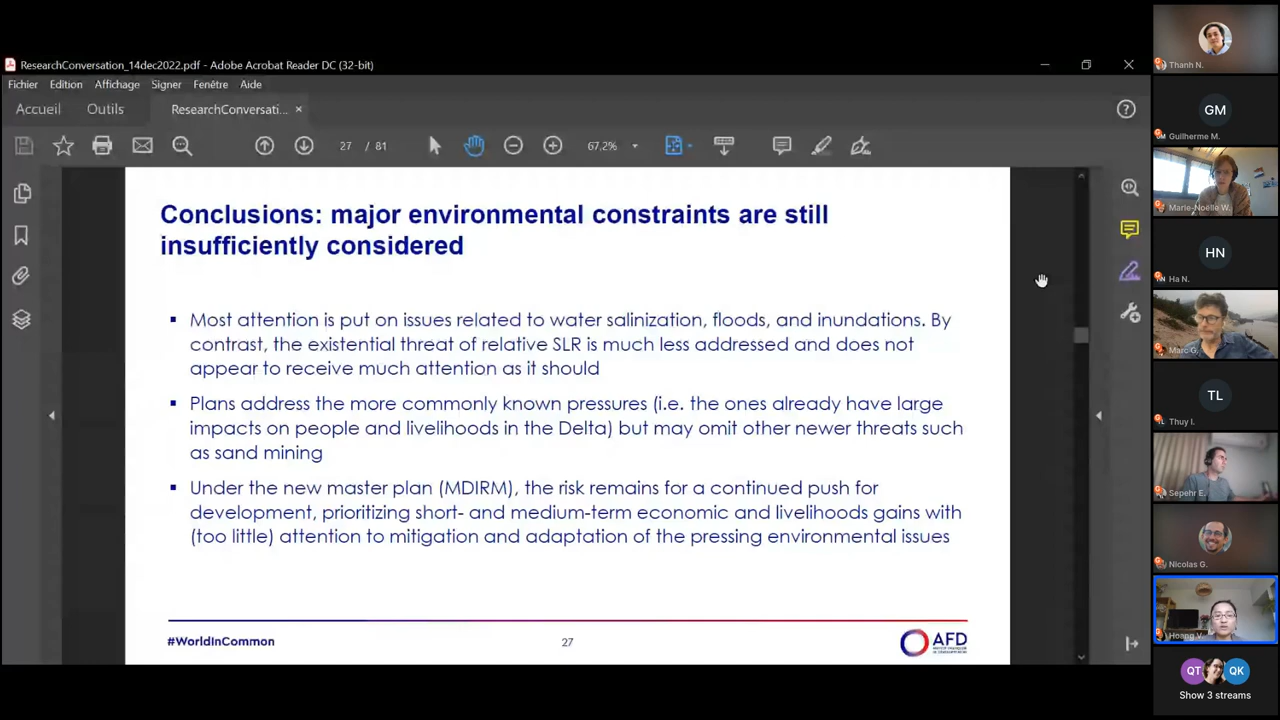 ResearchConversation_14dec2022.pdf - Adobe Acrobat Reader DC (32-bit)
Fichier Edition Affichage Signer Fenêtre Aide
Accueil Outils ResearchConversati...
27 / 81 67,2%
Conclusions: major environmental constraints are still
insufficiently considered
▪ Most attention is put on issues related to water salinization, floods, and inundations. By
contrast, the existential threat of relative SLR is much less addressed and does not
appear to receive much attention as it should
▪ Plans address the more commonly known pressures (i.e. the ones already have large
impacts on people and livelihoods in the Delta) but may omit other newer threats such
as sand mining
▪ Under the new master plan (MDIRM), the risk remains for a continued push for
development, prioritizing short- and medium-term economic and livelihoods gains with
(too little) attention to mitigation and adaptation of the pressing environmental issues
#WorldInCommon
27
AFD
Thanh N.
GM
Guilherme M.
Marie-Noëlle W.
HN
Ha N.
Marc G.
TL
Thuy l.
Sepehr E.
Nicolas G.
Hoang V.
QT QK
Show 3 streams